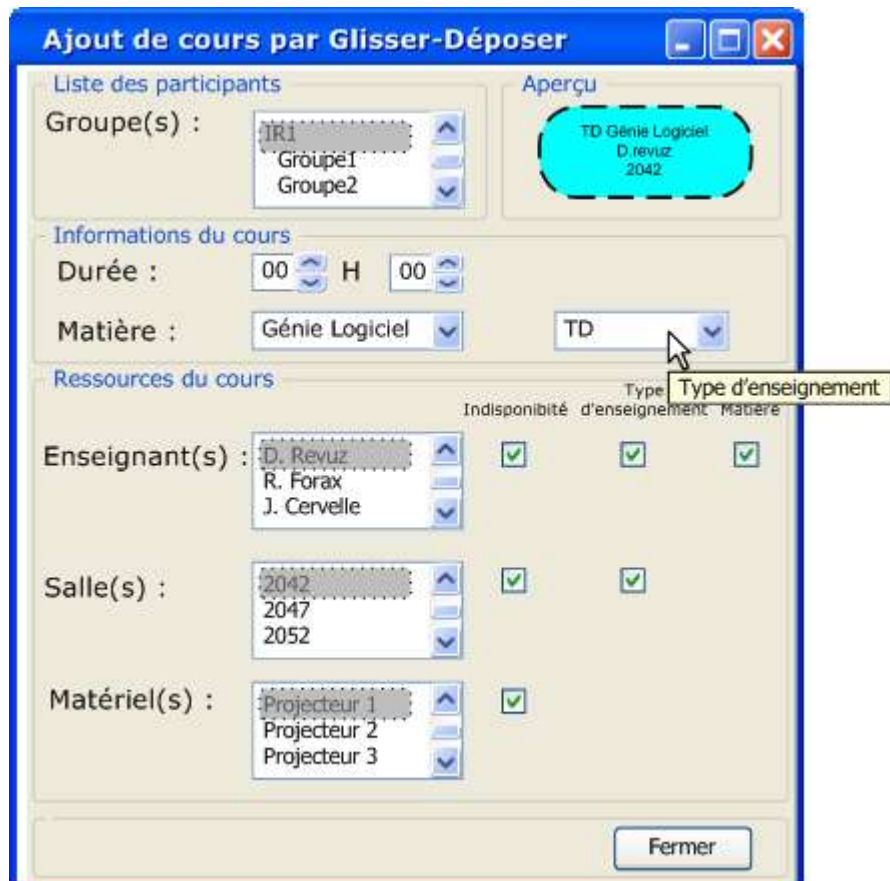 Ajout de cours par Glisser-Déposer
Liste des participants
Groupe(s) :
IR1
Groupe1
Groupe2
Aperçu
TD Génie Logiciel
D.revuz
2042
Informations du cours
Durée :
00 H 00
Matière :
Génie Logiciel
TD
Type d'enseignement
Ressources du cours
Indisponibité
Type
d'enseignement
Matière
Enseignant(s) :
D. Revuz
R. Forax
J. Cervelle
Salle(s) :
2042
2047
2052
Matériel(s) :
Projecteur 1
Projecteur 2
Projecteur 3
Fermer